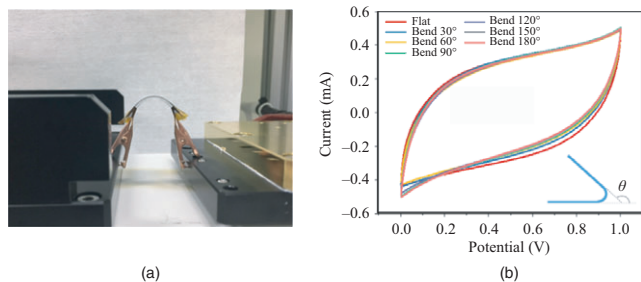 (b)
0.6
0.4
0.2
0.0
–0.2
–0.4
–0.6
Current (mA)
Flat
Bend 30°
Bend 60°
Bend 90°
Bend 120°
Bend 150°
Bend 180°
θ
0.0 0.2 0.4 0.6 0.8 1.0
Potential (V)
(a)
(b)